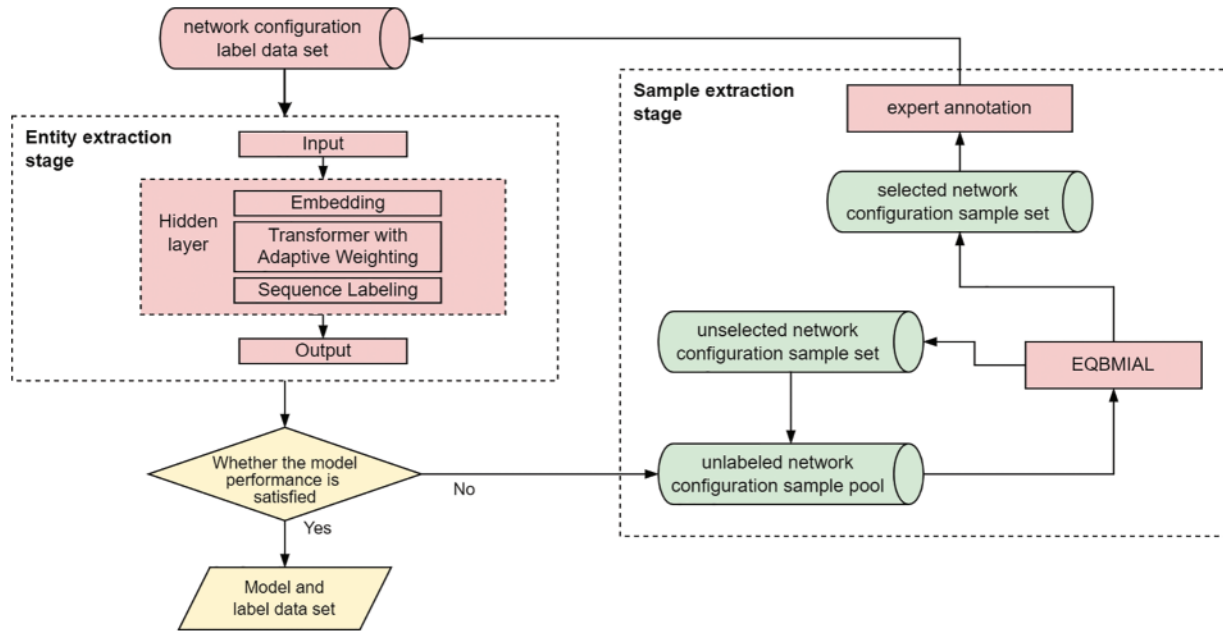 network configuration
label data set
Entity extraction
stage
Input
Hidden
layer
Embedding
Transformer with
Adaptive Weighting
Sequence Labeling
Output
Whether the model
performance is
satisfied
No
Yes
Model and
label data set
Sample extraction
stage
expert annotation
selected network
configuration sample set
unselected network
configuration sample set
EQBMIAL
unlabeled network
configuration sample pool